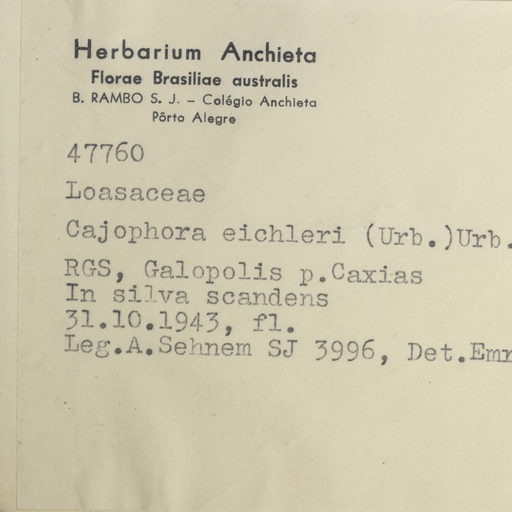 Herbarium Anchieta
Florae Brasiliae australis
B. RAMBO S. J. – Colégio Anchieta
Pôrto Alegre
47760
Loasaceae
Cajophora eichleri (Urb.)Urb.
RGS, Galopolis p.Caxias
In silva scandens
31.10.1943, fl.
Leg.A.Sehnem SJ 3996, Det.